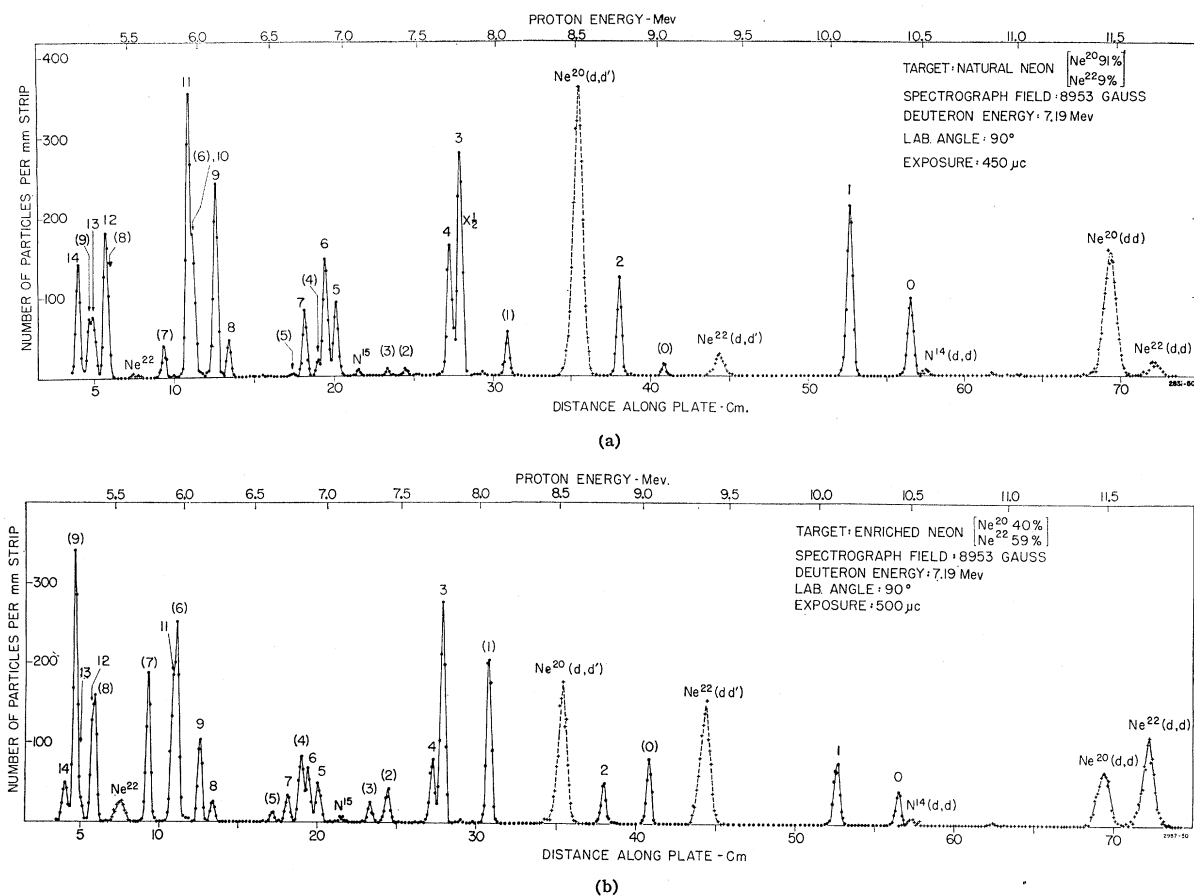 PROTON ENERGY-Mev
5.5 6.0 6.5 7.0 7.5 8.0 8.5 9.0 9.5 10.0 10.5 11.0 11.5
NUMBER OF PARTICLES PER mm STRIP
400
300
200
100
TARGET: NATURAL NEON [Ne20 91% Ne22 9%]
SPECTROGRAPH FIELD: 8953 GAUSS
DEUTERON ENERGY: 7.19 Mev
LAB. ANGLE: 90°
EXPOSURE: 450 μc
14
(9)
13
12
(8)
Ne22
(7)
11
(6), 10
9
8
(5)
7
(4)
6
5
N15
(3)
(2)
4
3
X½
(1)
Ne20(d,d')
2
(0)
Ne22(d,d')
1
0
N14(d,d)
Ne20(dd)
Ne22(d,d)
2831-80
5 10 20 30 40 50 60 70
DISTANCE ALONG PLATE-Cm.
(a)
PROTON ENERGY-Mev.
5.5 6.0 6.5 7.0 7.5 8.0 8.5 9.0 9.5 10.0 10.5 11.0 11.5
NUMBER OF PARTICLES PER mm STRIP
300
200
100
TARGET: ENRICHED NEON [Ne20 40% Ne22 59%]
SPECTROGRAPH FIELD: 8953 GAUSS
DEUTERON ENERGY: 7.19 Mev
LAB. ANGLE: 90°
EXPOSURE: 500 μc
14
(9)
13
12
(8)
Ne22
(7)
11
(6)
9
8
(5)
7
(4)
6
5
N15
(3)
(2)
4
3
(1)
Ne20(d,d')
2
(0)
Ne22(dd')
1
0
N14(d,d)
Ne20(d,d)
Ne22(d,d)
5 10 20 30 40 50 60 70
DISTANCE ALONG PLATE-Cm
(b)